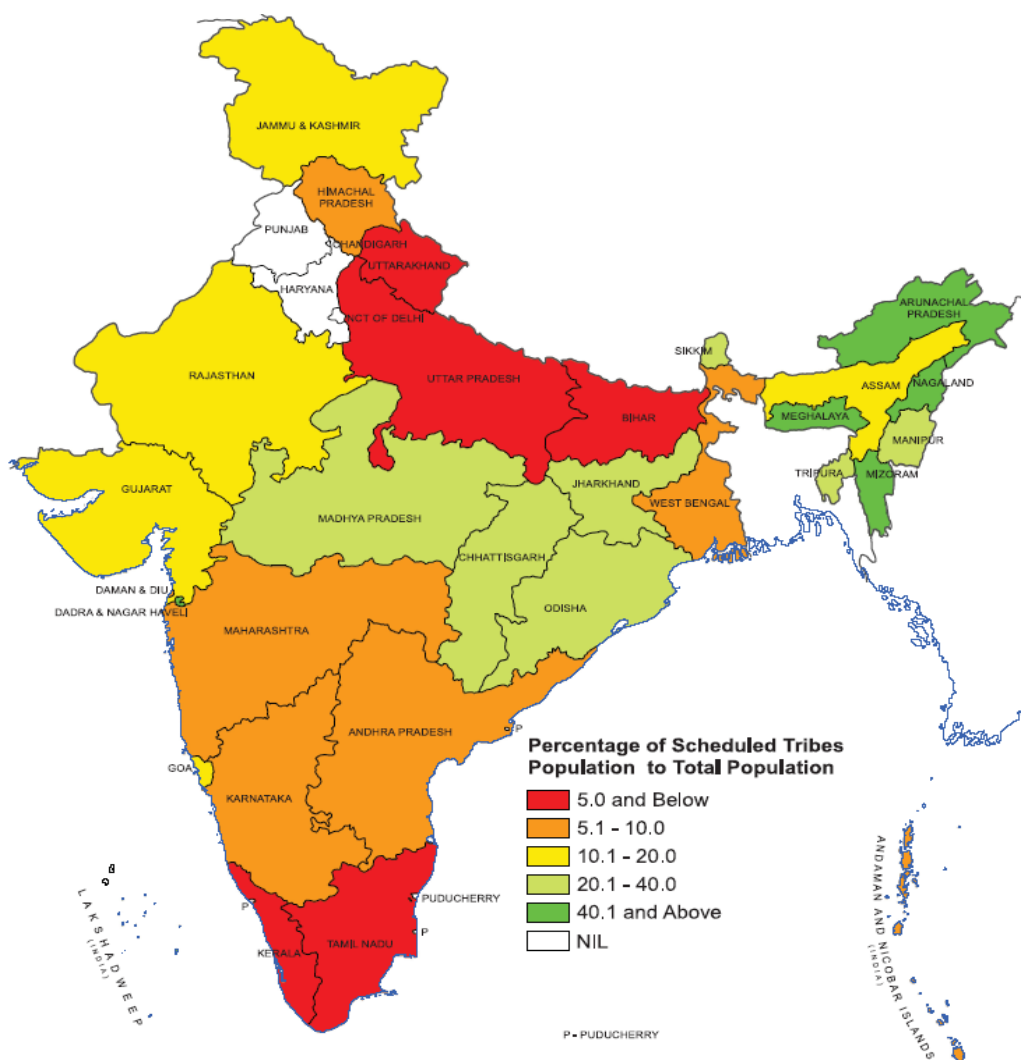 JAMMU & KASHMIR
HIMACHAL
PRADESH
PUNJAB
CHANDIGARH
UTTARAKHAND
HARYANA
NCT OF DELHI
ARUNACHAL
PRADESH
SIKKIM
RAJASTHAN
UTTAR PRADESH
ASSAM
NAGALAND
BIHAR
MEGHALAYA
MANIPUR
GUJARAT
JHARKHAND
TRIPURA
MIZORAM
MADHYA PRADESH
WEST BENGAL
CHHATTISGARH
DAMAN & DIU
DADRA & NAGAR HAVELI
ODISHA
MAHARASHTRA
ANDHRA PRADESH
P
GOA
KARNATAKA
Percentage of Scheduled Tribes
Population to Total Population
5.0 and Below
5.1 - 10.0
10.1 - 20.0
20.1 - 40.0
40.1 and Above
NIL
LAKSHADWEEP
(INDIA)
P
PUDUCHERRY
P
KERALA
TAMIL NADU
ANDAMAN AND NICOBAR ISLANDS
(INDIA)
P - PUDUCHERRY